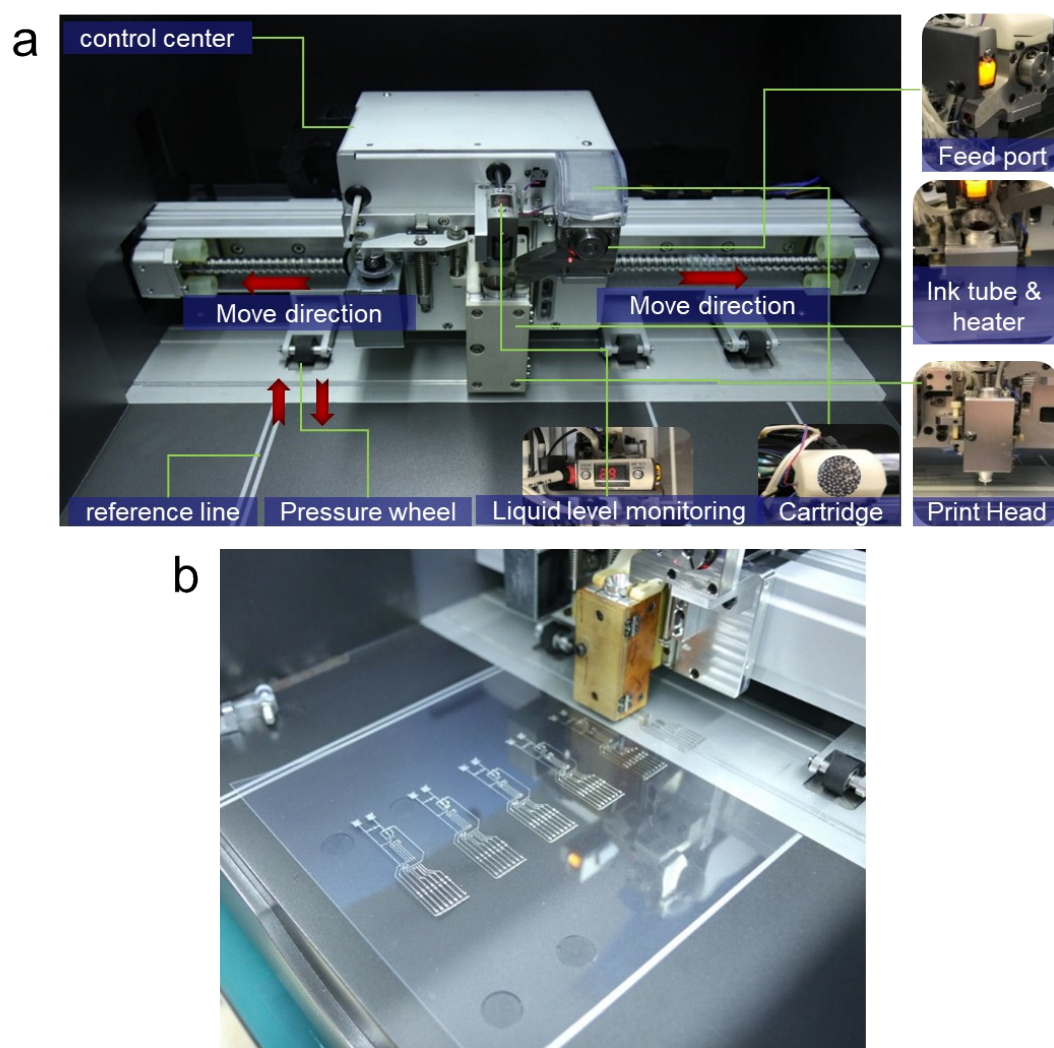 a
control center
Feed port
Move direction
Move direction
Ink tube &
heater
reference line
Pressure wheel
Liquid level monitoring
Cartridge
Print Head
b